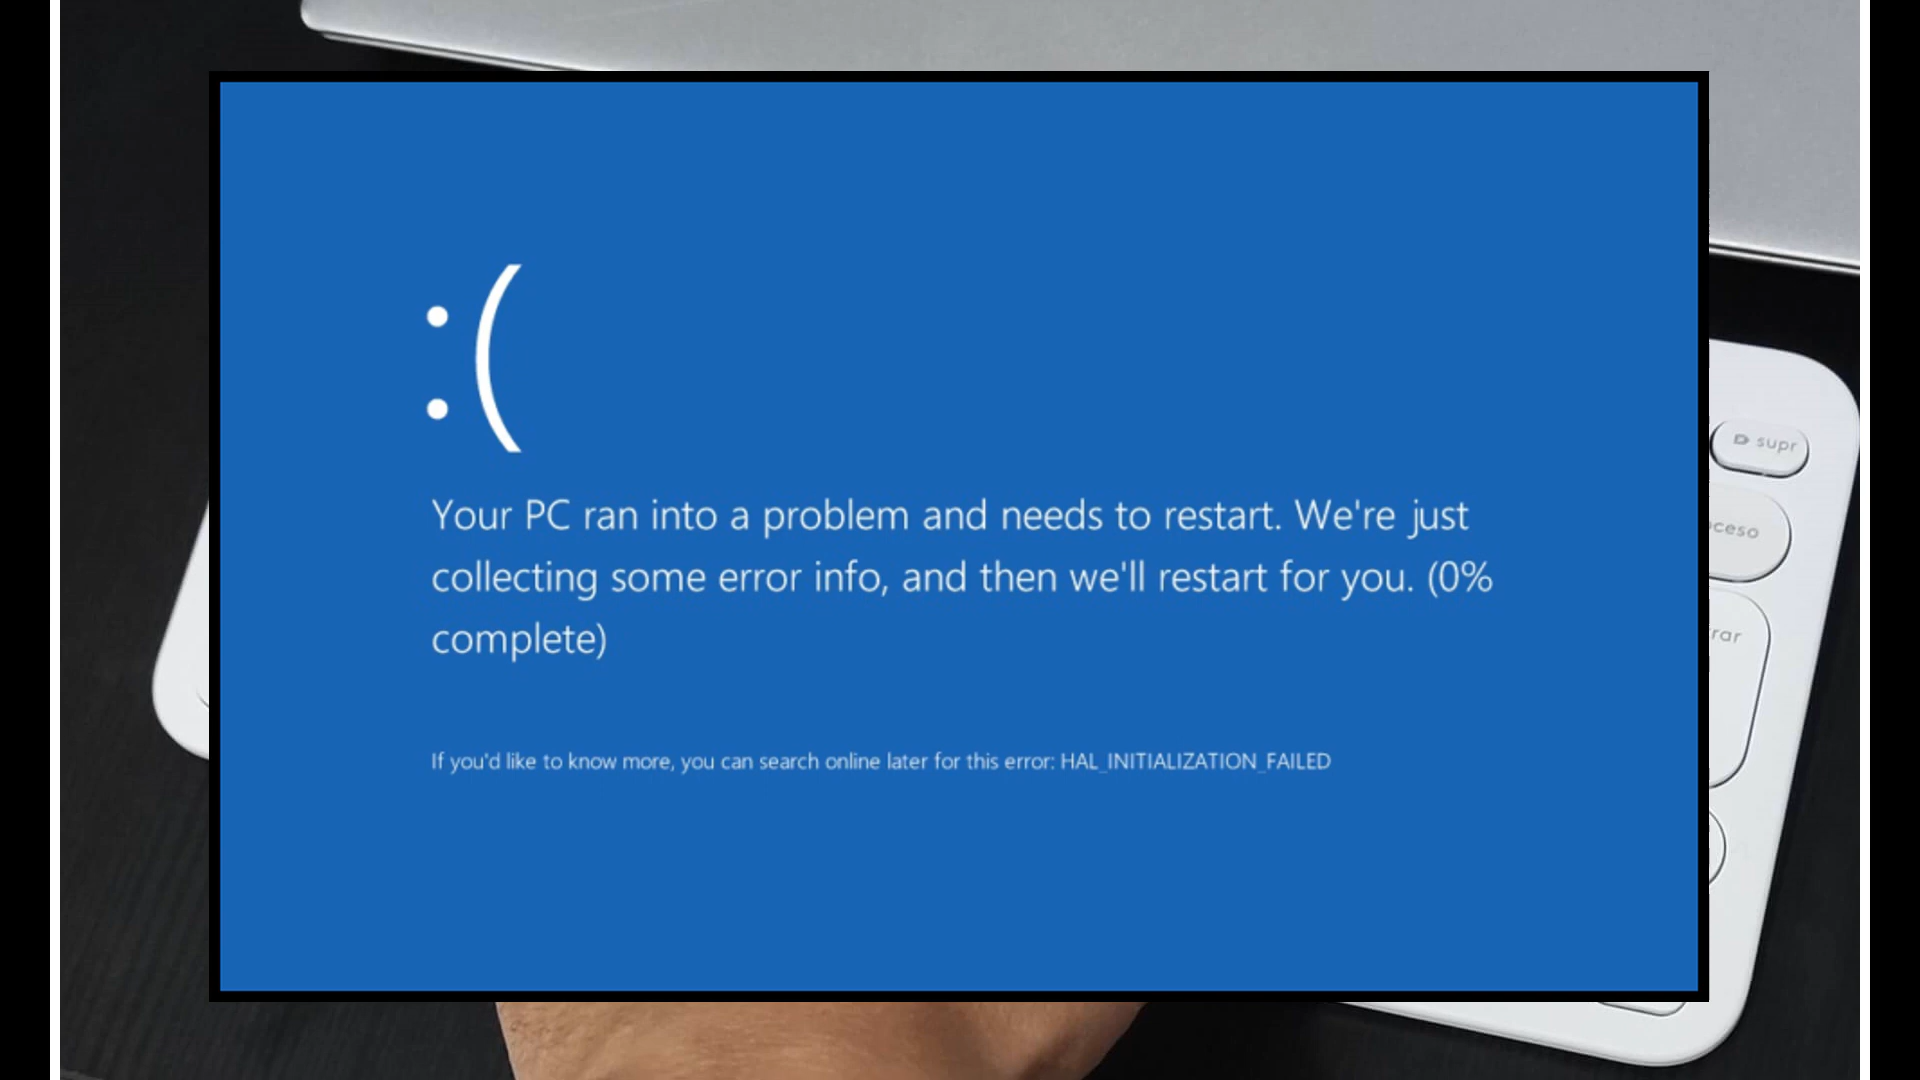 :(
supr
Your PC ran into a problem and needs to restart. We're just
collecting some error info, and then we'll restart for you. (0%
complete)
If you'd like to know more, you can search online later for this error: HAL_INITIALIZATION_FAILED